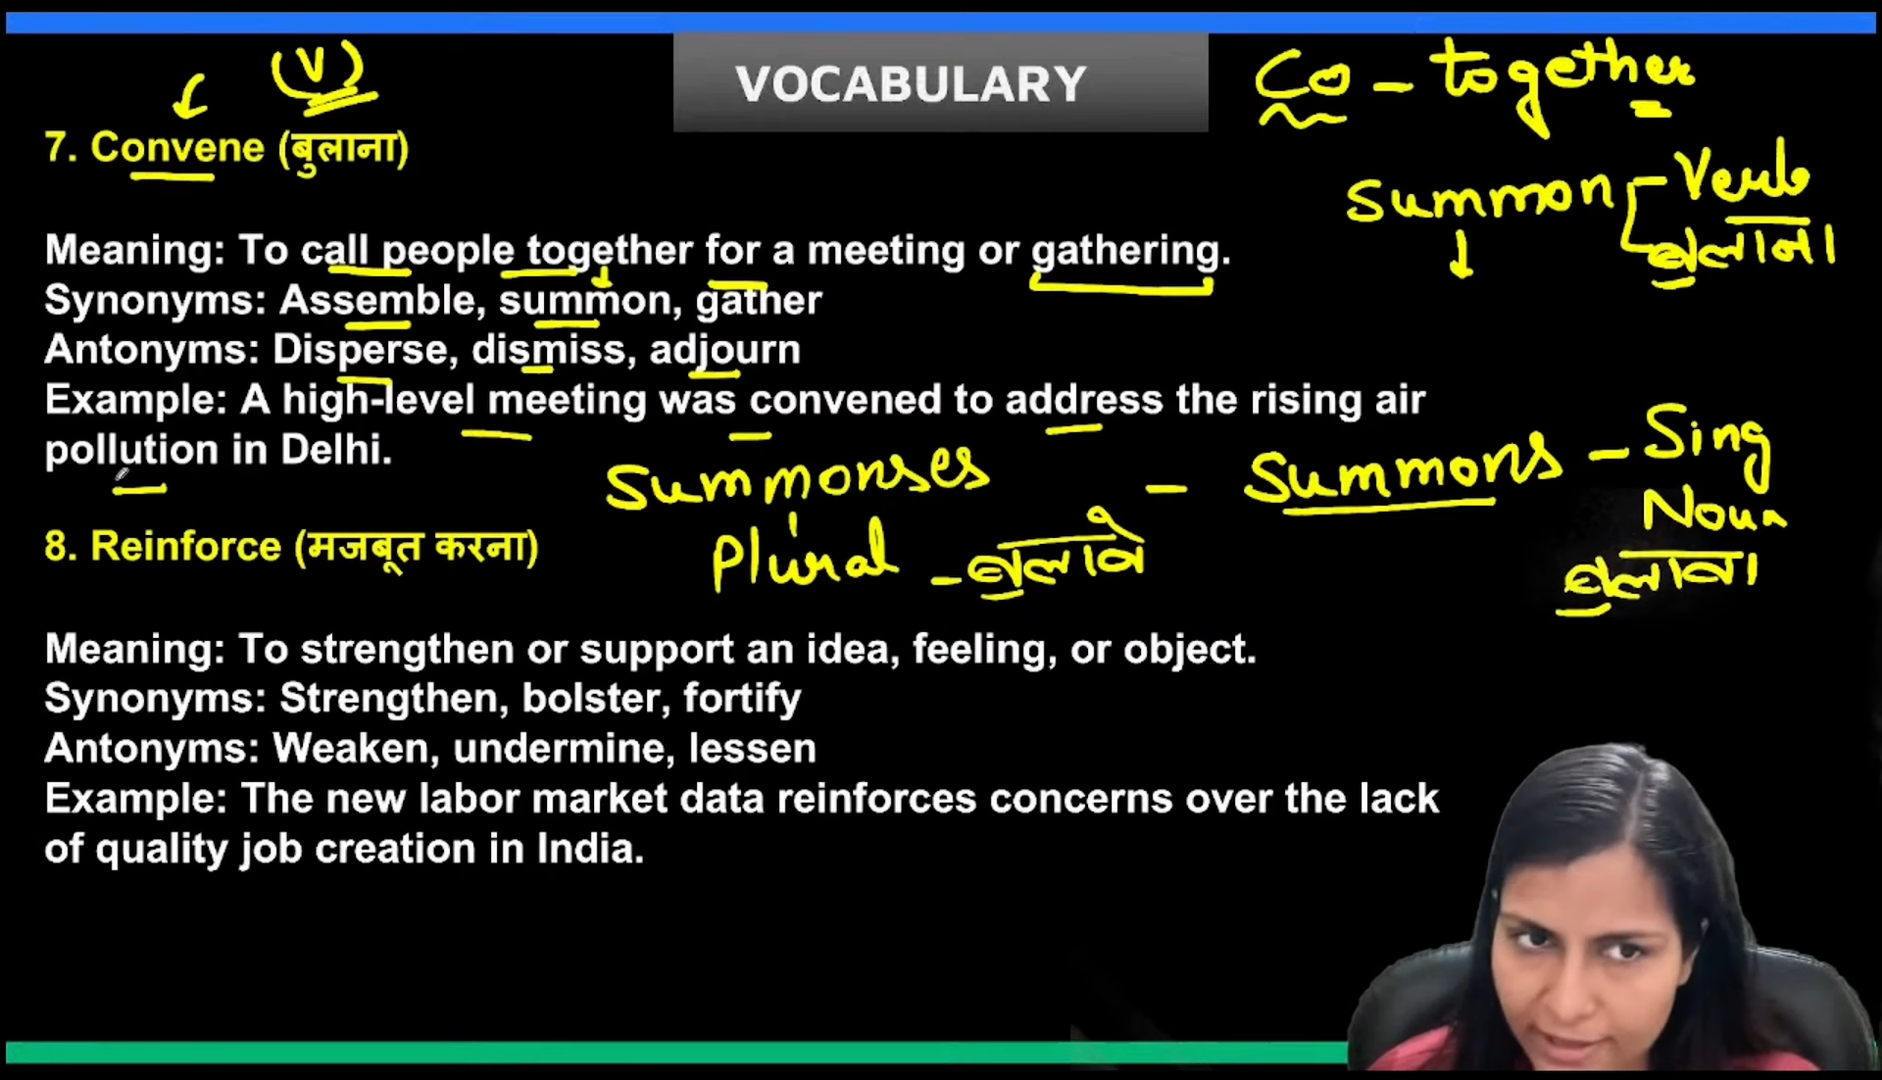 VOCABULARY
(V)
Co - together
7. Convene (बुलाना)
Summon - Verb
बुलाना
Meaning: To call people together for a meeting or gathering.
Synonyms: Assemble, summon, gather
Antonyms: Disperse, dismiss, adjourn
Example: A high-level meeting was convened to address the rising air
pollution in Delhi.
Summonses - Summons - Sing
Noun
Plural - बुलावे
बुलावा
8. Reinforce (मजबूत करना)
Meaning: To strengthen or support an idea, feeling, or object.
Synonyms: Strengthen, bolster, fortify
Antonyms: Weaken, undermine, lessen
Example: The new labor market data reinforces concerns over the lack
of quality job creation in India.